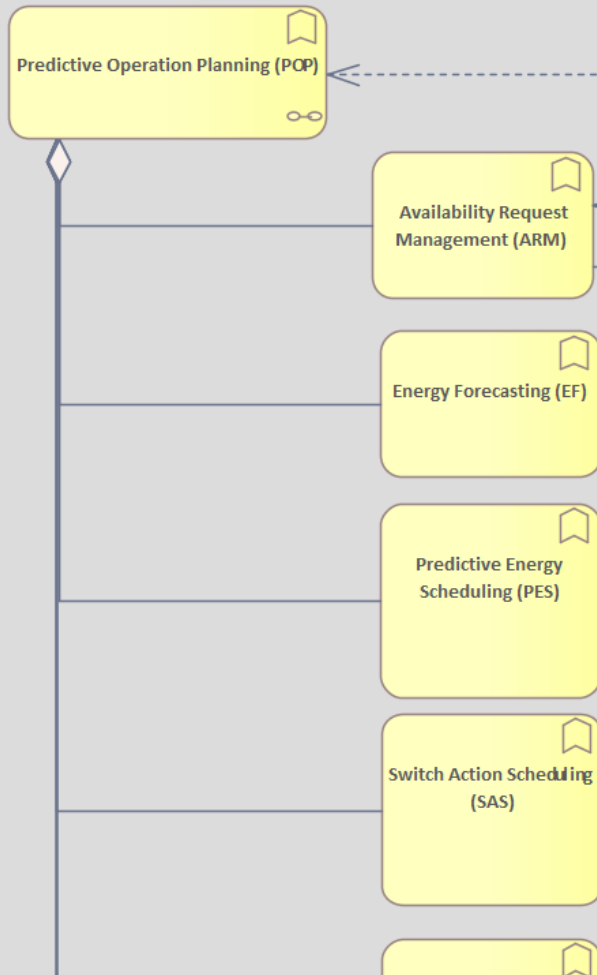 Predictive Operation Planning (POP)
Availability Request
Management (ARM)
Energy Forecasting (EF)
Predictive Energy
Scheduling (PES)
Switch Action Scheduling
(SAS)